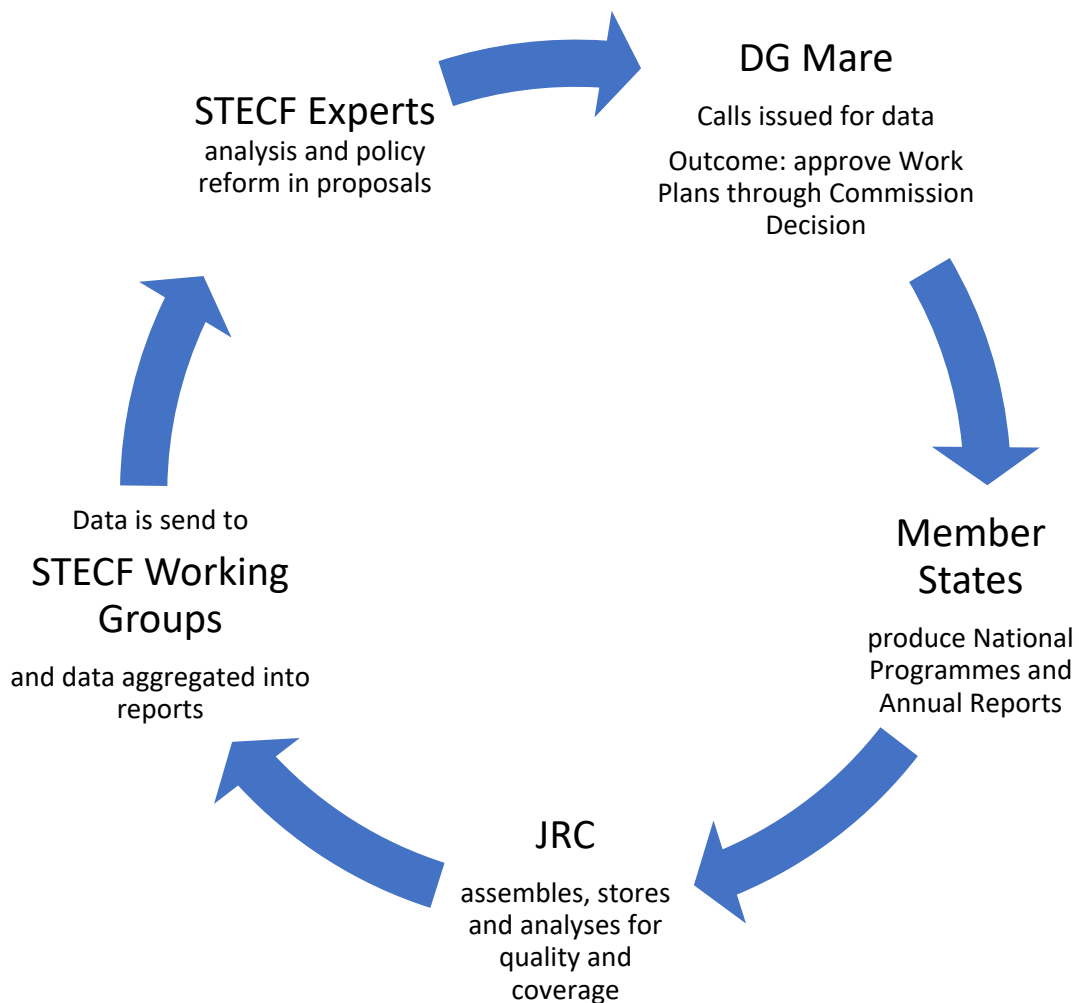 DG Mare
Calls issued for data
Outcome: approve Work
Plans through Commission
Decision
Member
States
produce National
Programmes and
Annual Reports
JRC
assembles, stores
and analyses for
quality and
coverage
Data is send to
STECF Working
Groups
and data aggregated into
reports
STECF Experts
analysis and policy
reform in proposals